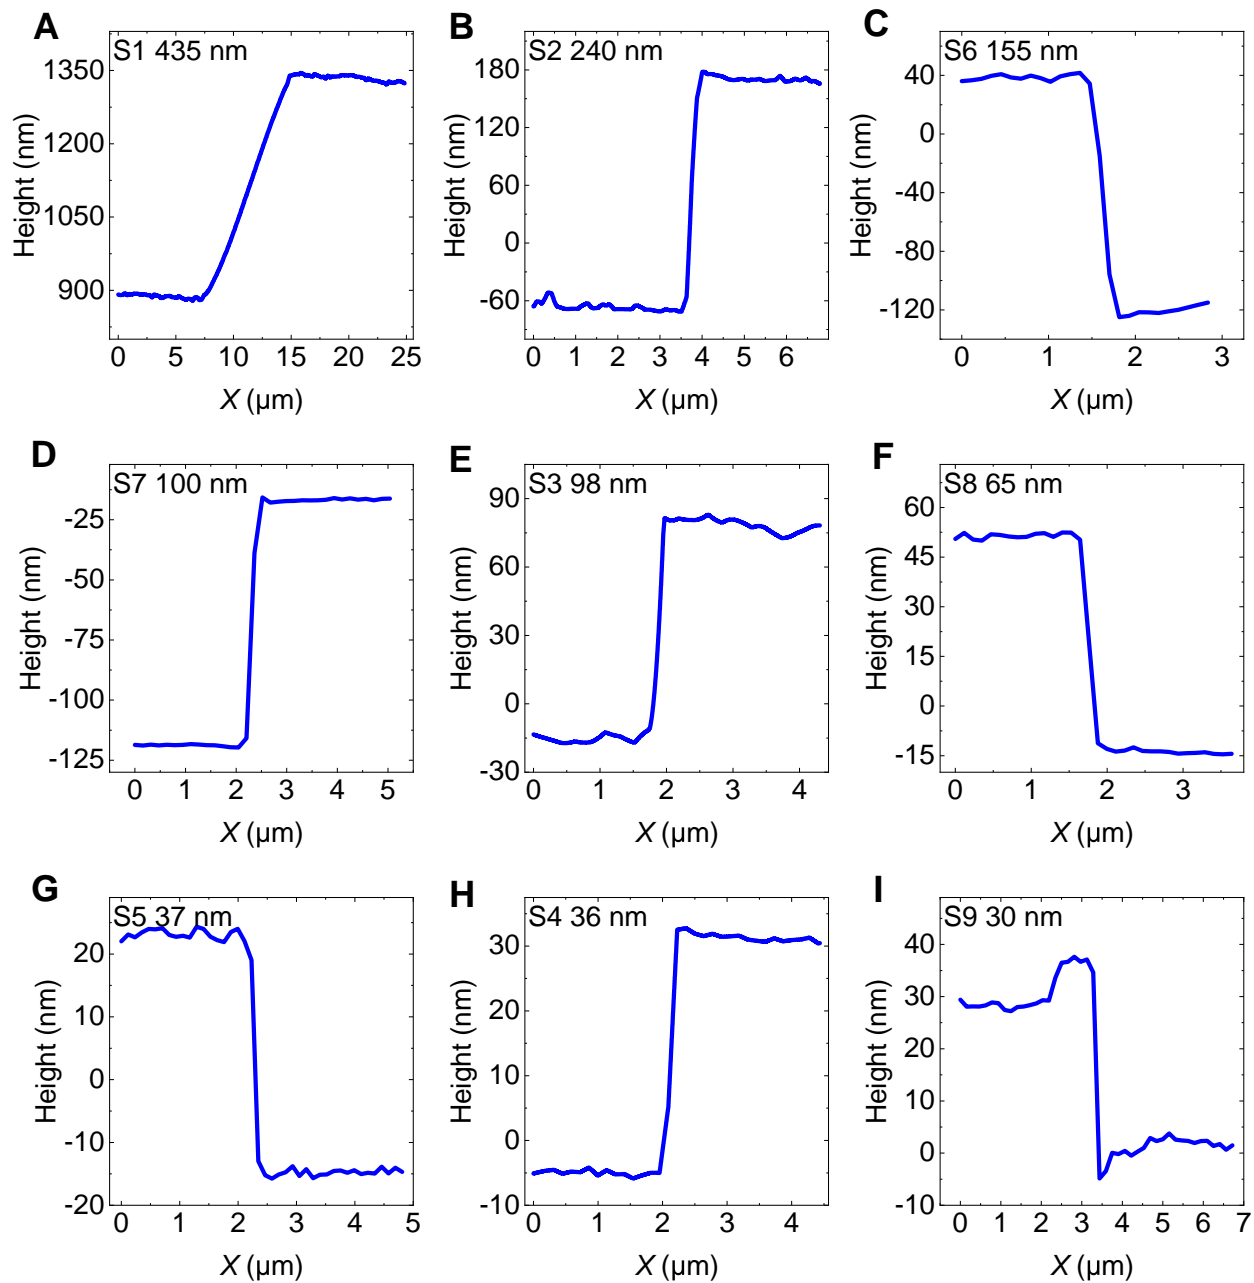 A
S1 435 nm
1350
1200
1050
900
Height (nm)
0 5 10 15 20 25
X (μm)
B
S2 240 nm
180
120
60
0
-60
Height (nm)
0 1 2 3 4 5 6
X (μm)
C
S6 155 nm
40
0
-40
-80
-120
Height (nm)
0 1 2 3
X (μm)
D
S7 100 nm
-25
-50
-75
-100
-125
Height (nm)
0 1 2 3 4 5
X (μm)
E
S3 98 nm
90
60
30
0
-30
Height (nm)
0 1 2 3 4
X (μm)
F
S8 65 nm
60
45
30
15
0
-15
Height (nm)
0 1 2 3
X (μm)
G
S5 37 nm
20
10
0
-10
-20
Height (nm)
0 1 2 3 4 5
X (μm)
H
S4 36 nm
30
20
10
0
-10
Height (nm)
0 1 2 3 4
X (μm)
I
S9 30 nm
40
30
20
10
0
-10
Height (nm)
0 1 2 3 4 5 6 7
X (μm)